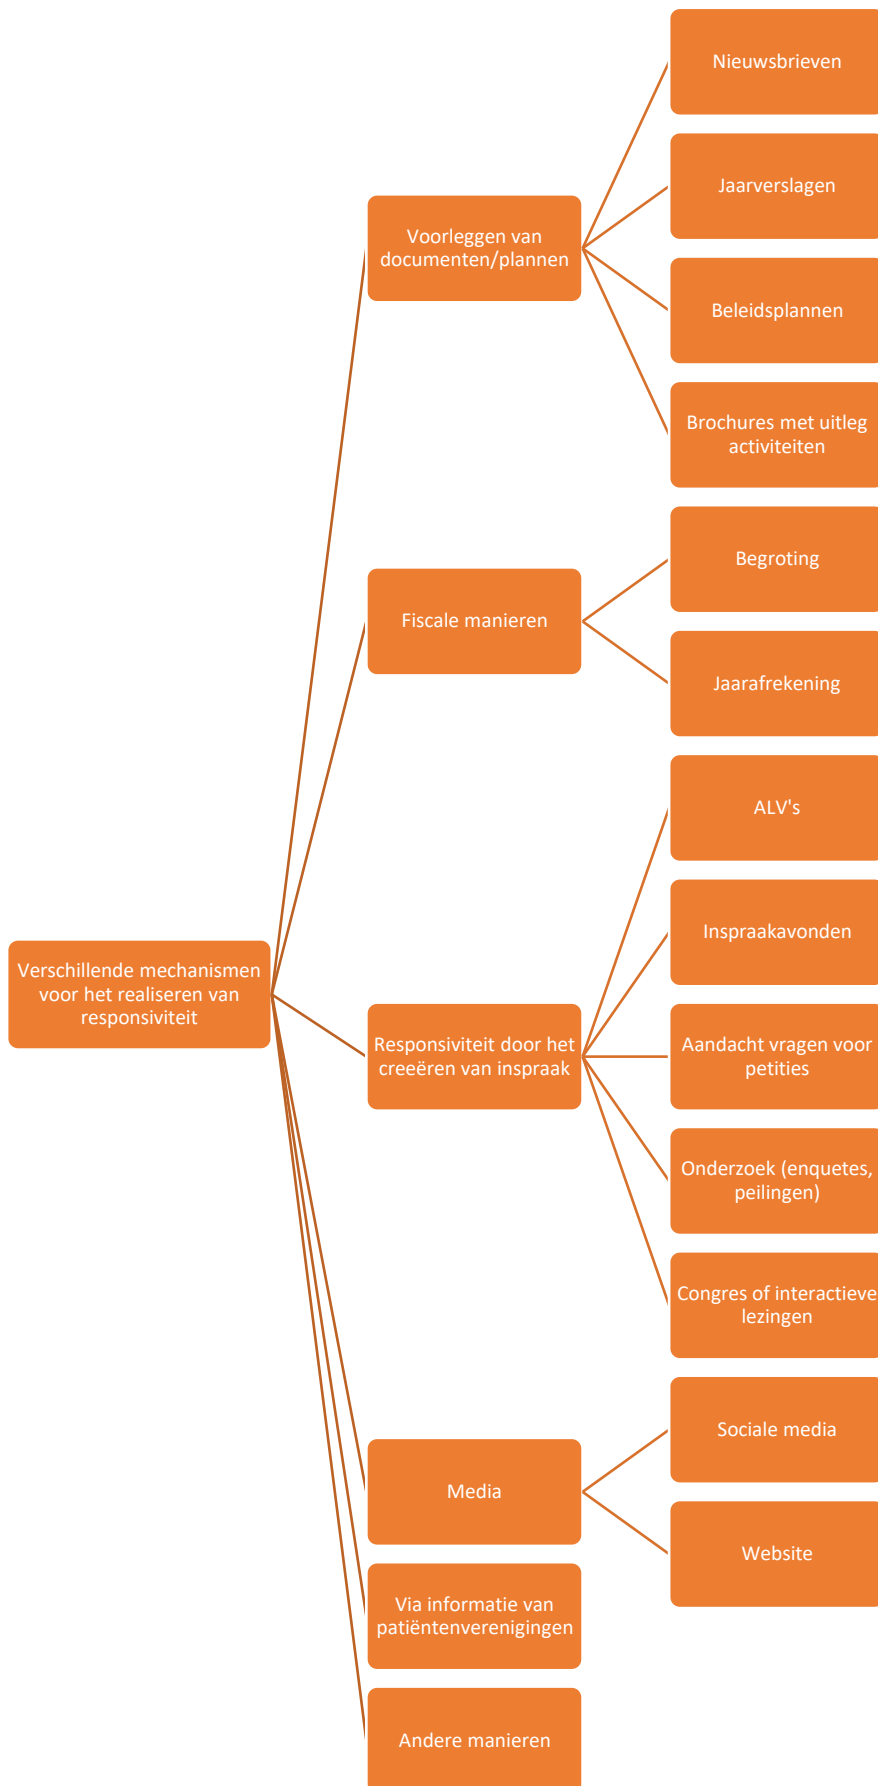 Verschillende mechanismen
voor het realiseren van
responsiviteit
Voorleggen van
documenten/plannen
Nieuwsbrieven
Jaarverslagen
Beleidsplannen
Brochures met uitleg
activiteiten
Fiscale manieren
Begroting
Jaarafrekening
Responsiviteit door het
creeëren van inspraak
ALV's
Inspraakavonden
Aandacht vragen voor
petities
Onderzoek (enquetes,
peilingen)
Congres of interactieve
lezingen
Media
Sociale media
Website
Via informatie van
patiëntenverenigingen
Andere manieren